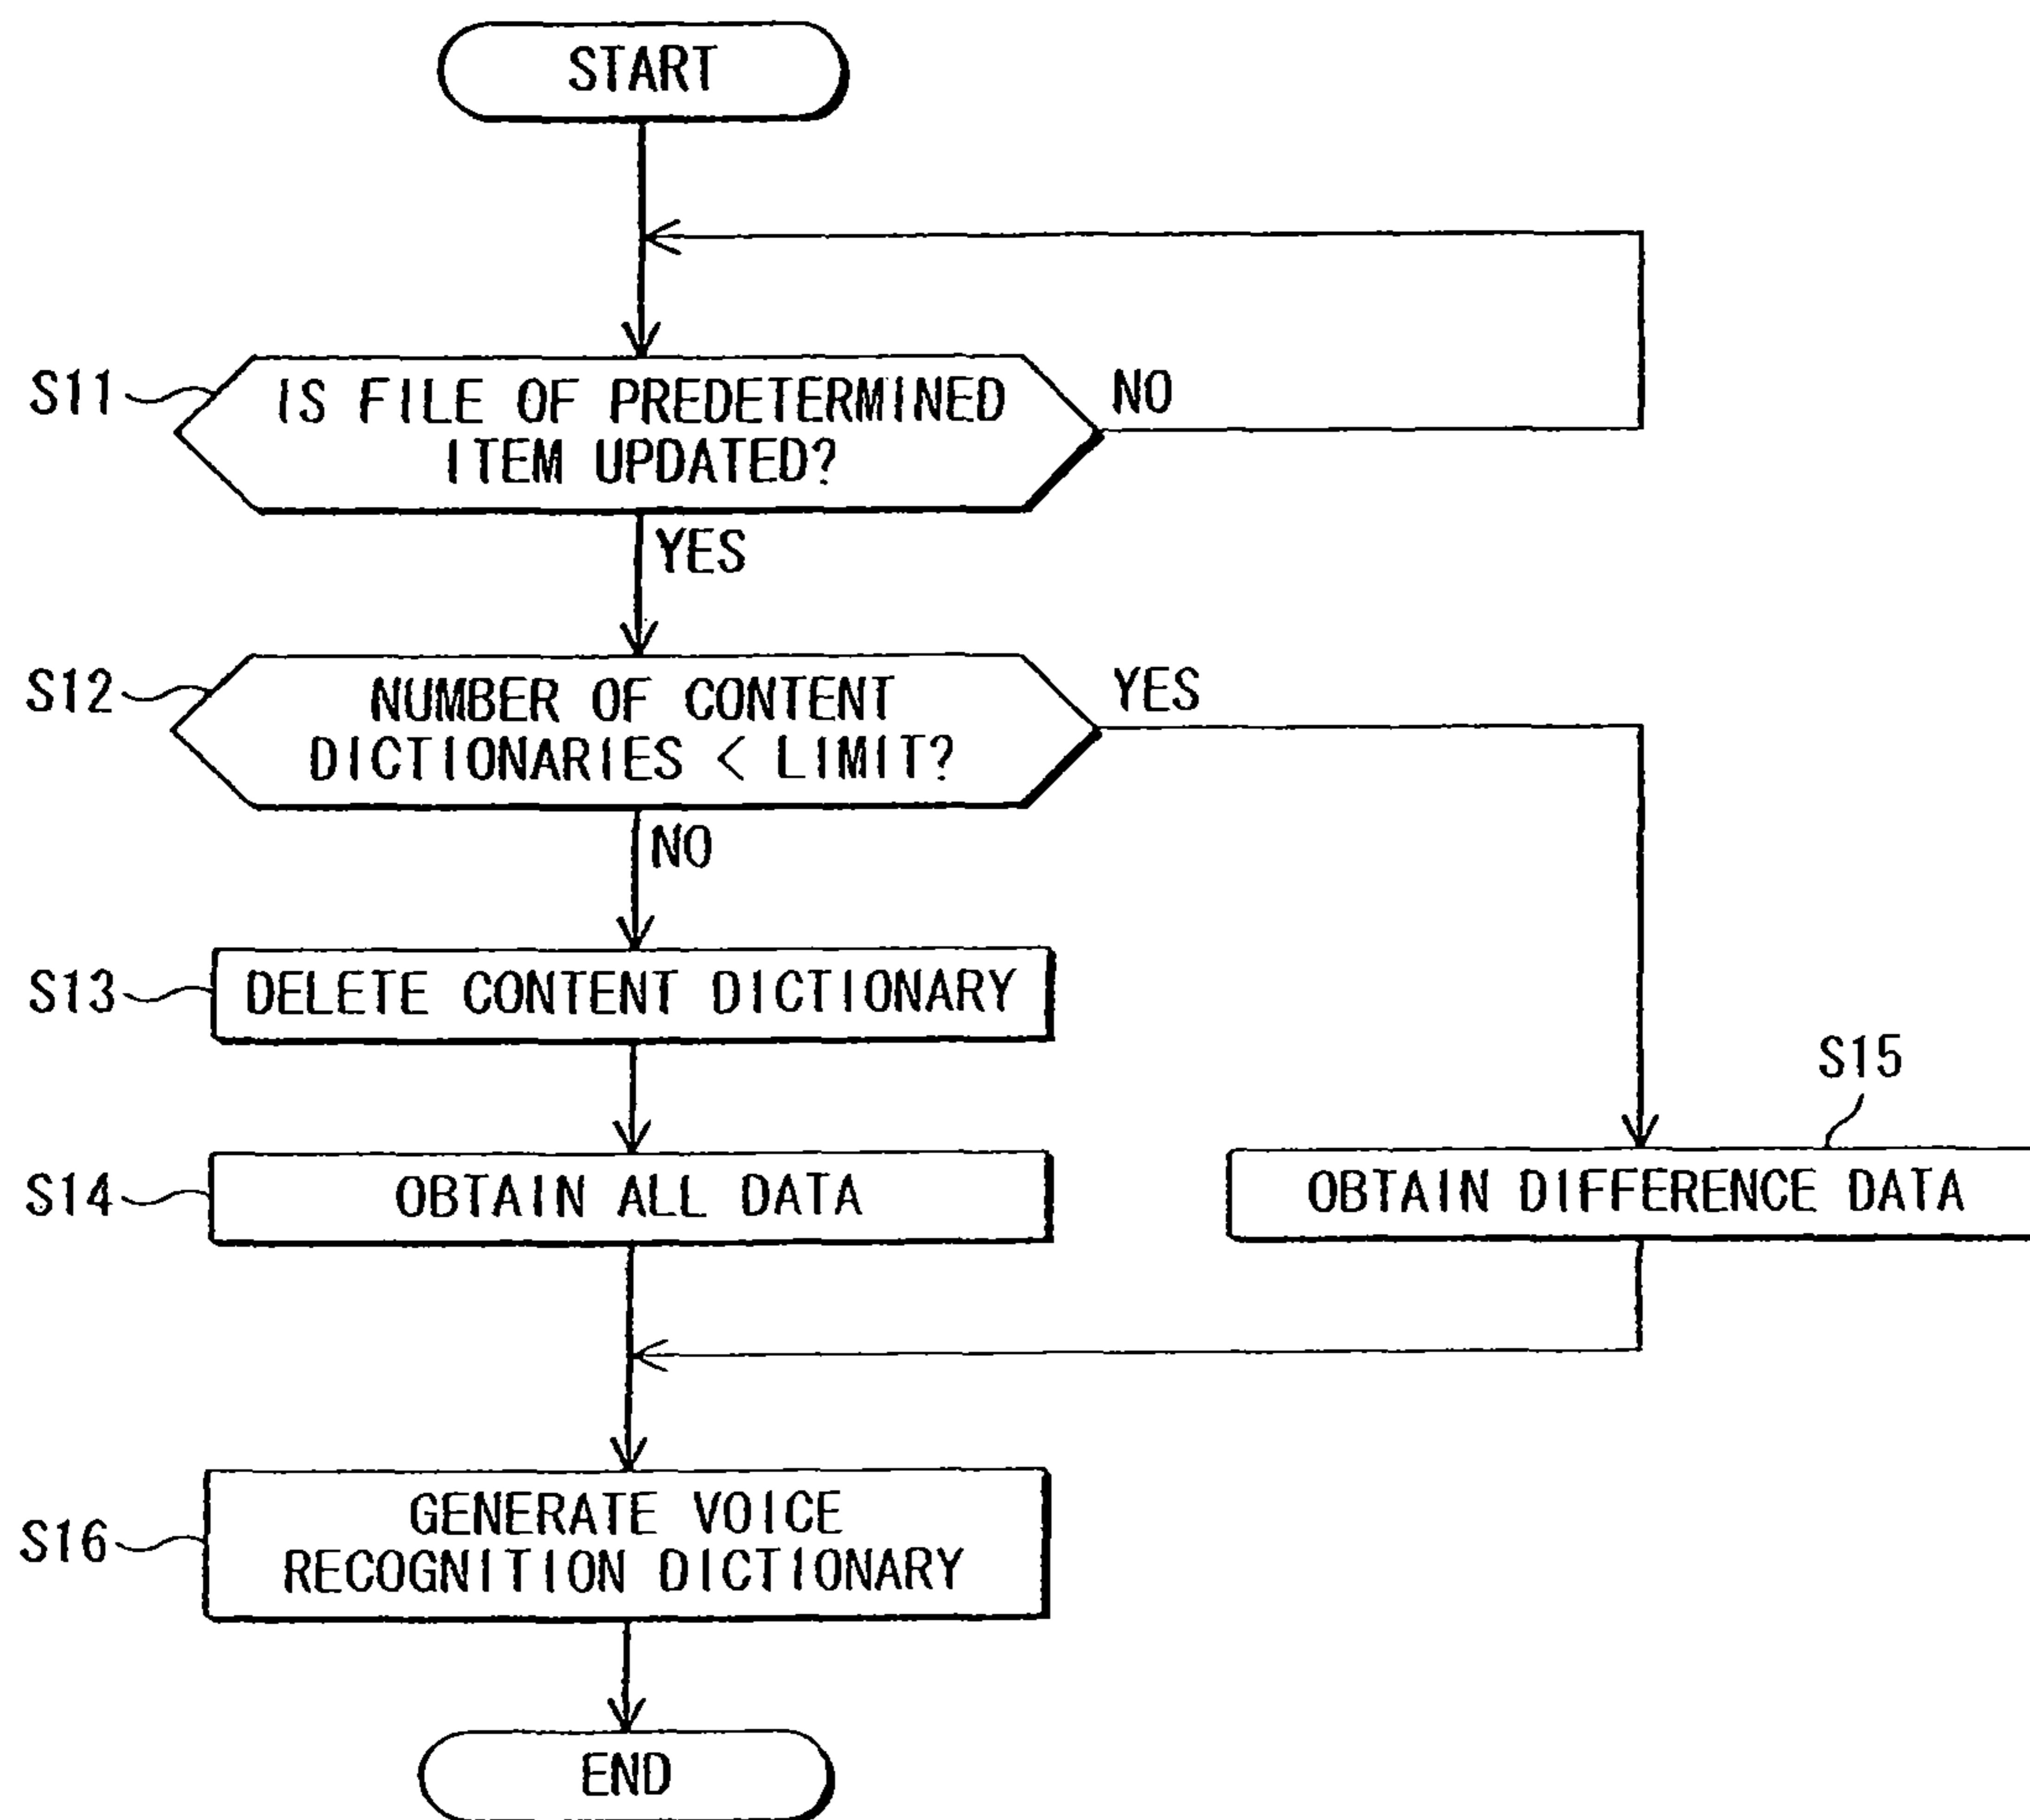 START
S11
IS FILE OF PREDETERMINED
ITEM UPDATED?
NO
YES
S12
NUMBER OF CONTENT
DICTIONARIES < LIMIT?
YES
NO
S13
DELETE CONTENT DICTIONARY
S14
OBTAIN ALL DATA
S15
OBTAIN DIFFERENCE DATA
S16
GENERATE VOICE
RECOGNITION DICTIONARY
END